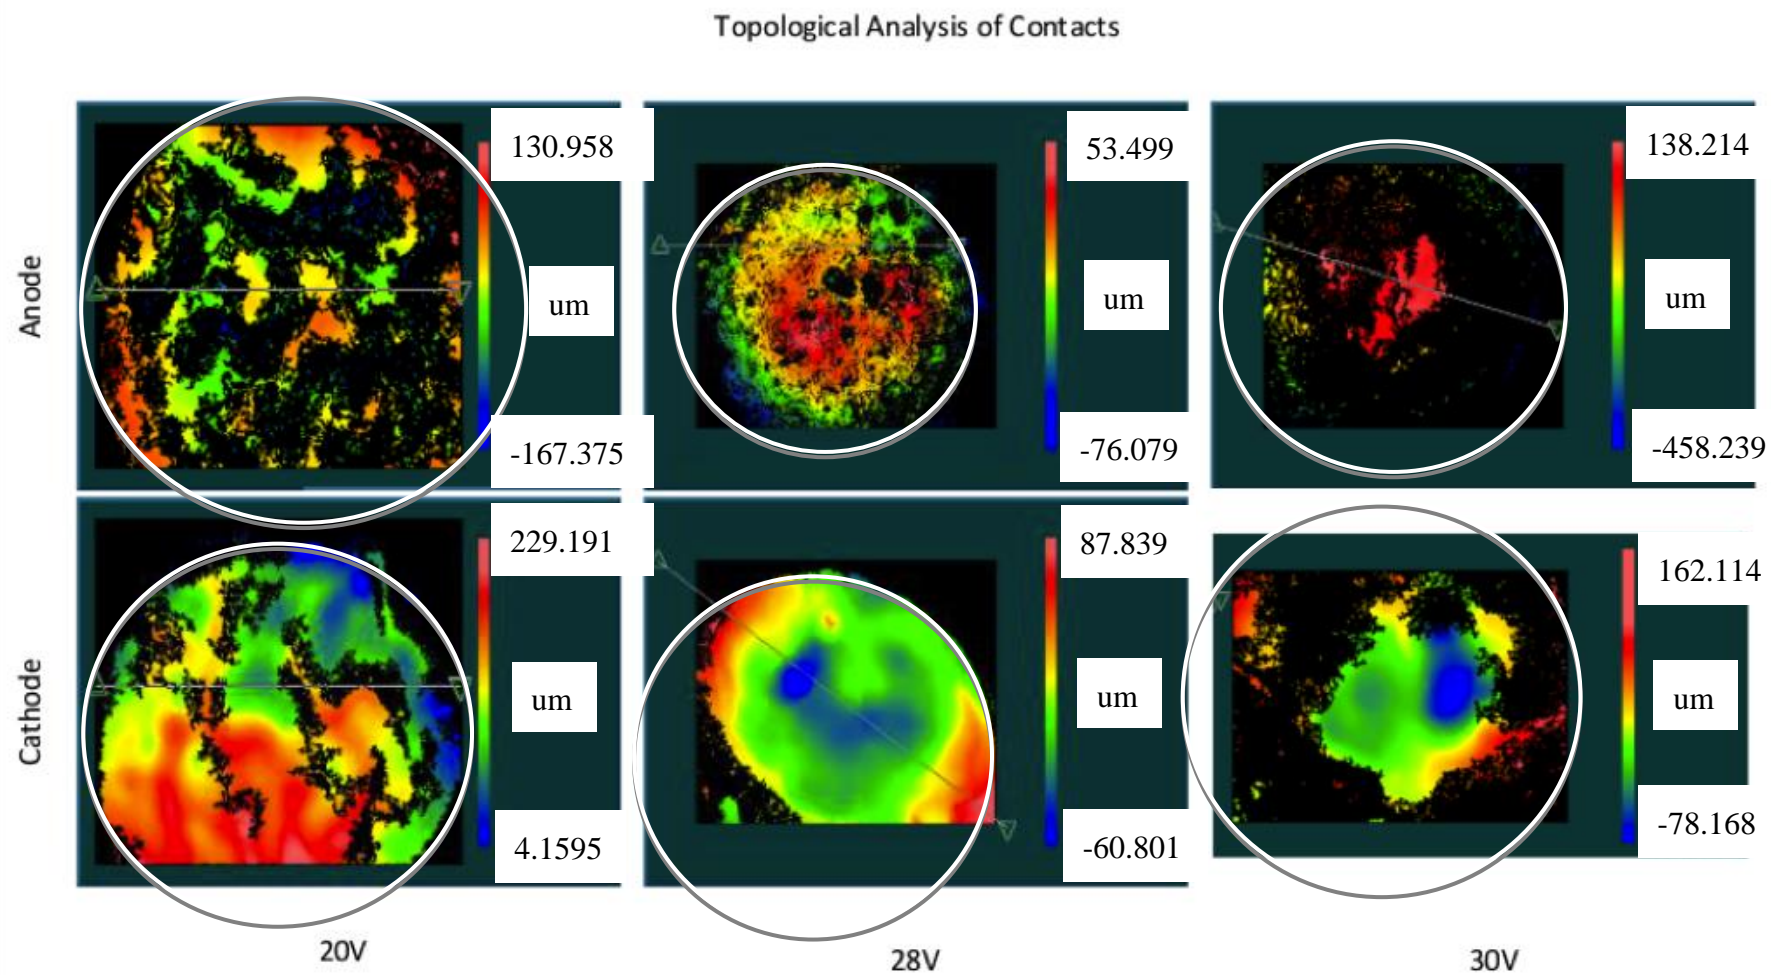 Topological Analysis of Contacts
Anode
130.958
um
-167.375
53.499
um
-76.079
138.214
um
-458.239
Cathode
229.191
um
4.1595
87.839
um
-60.801
162.114
um
-78.168
20V
28V
30V